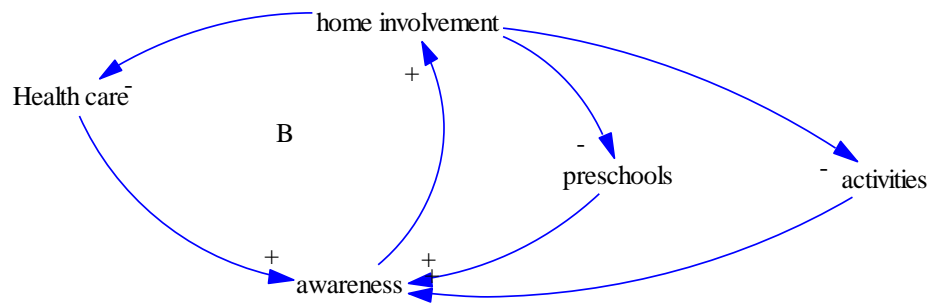 home involvement
+
Health care-
B
-
preschools
-
activities
+
+
+
awareness